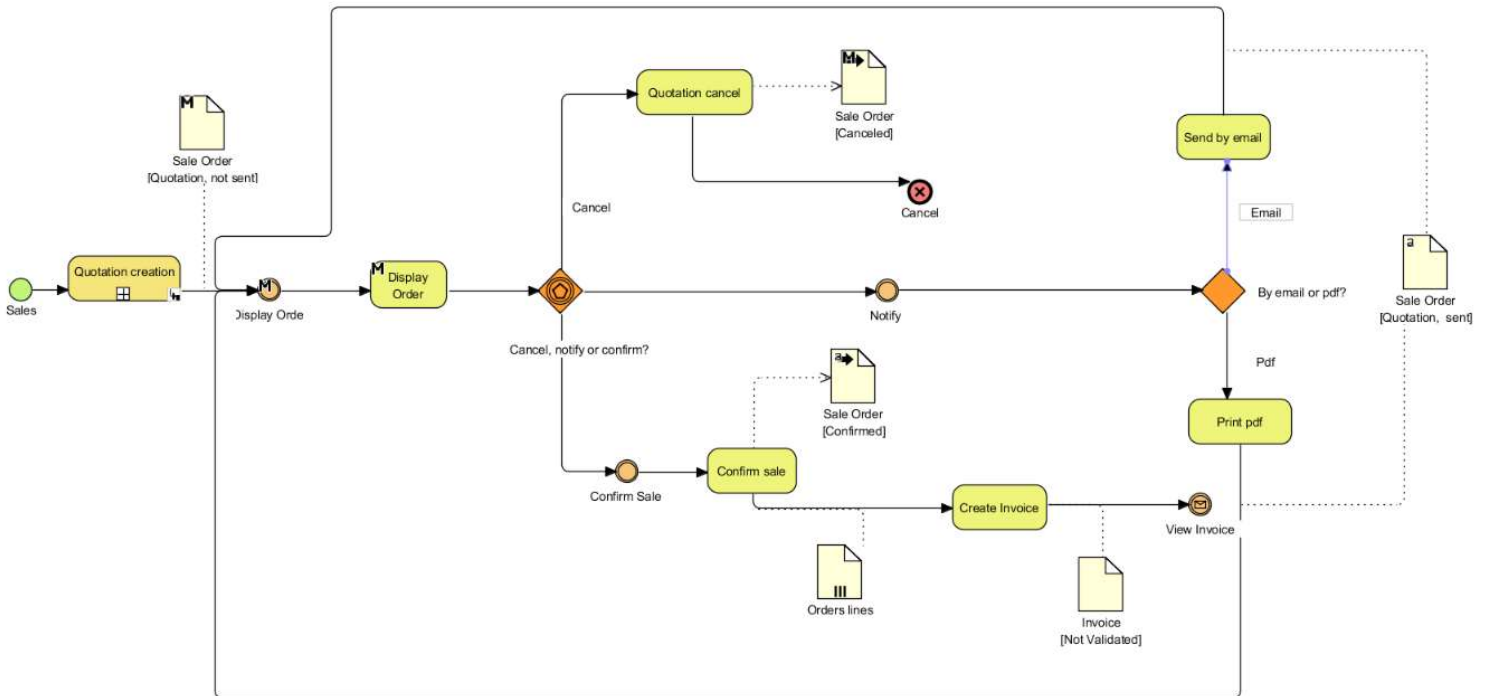 Quotation cancel
M
Sale Order
[Canceled]
M
Sale Order
[Quotation, not sent]
Send by email
Cancel
Cancel
Email
Quotation creation
Sales
M
Display Orde
M
Display
Order
Notify
By email or pdf?
a
Sale Order
[Quotation, sent]
Cancel, notify or confirm?
Pdf
a
Sale Order
[Confirmed]
Print pdf
Confirm Sale
Confirm sale
Create Invoice
View Invoice
Orders lines
Invoice
[Not Validated]